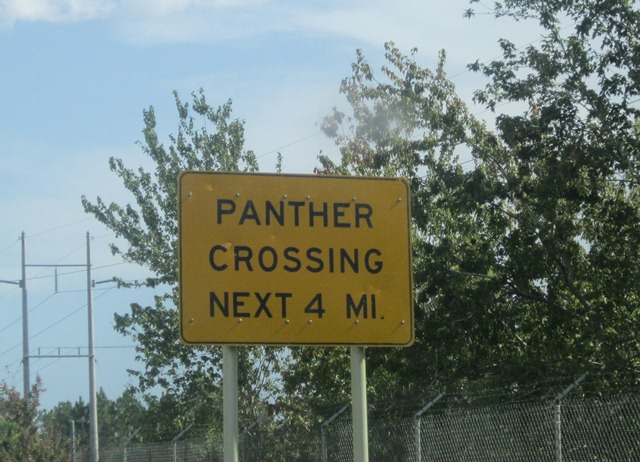 PANTHER
CROSSING
NEXT 4 MI.